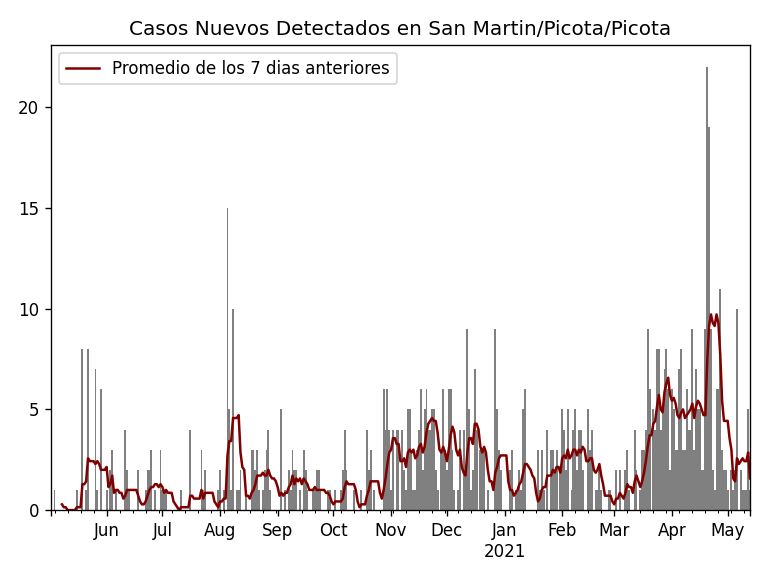 Casos Nuevos Detectados en San Martin/Picota/Picota
Promedio de los 7 dias anteriores
20
15
10
5
0
Jun Jul Aug Sep Oct Nov Dec Jan Feb Mar Apr May
2021